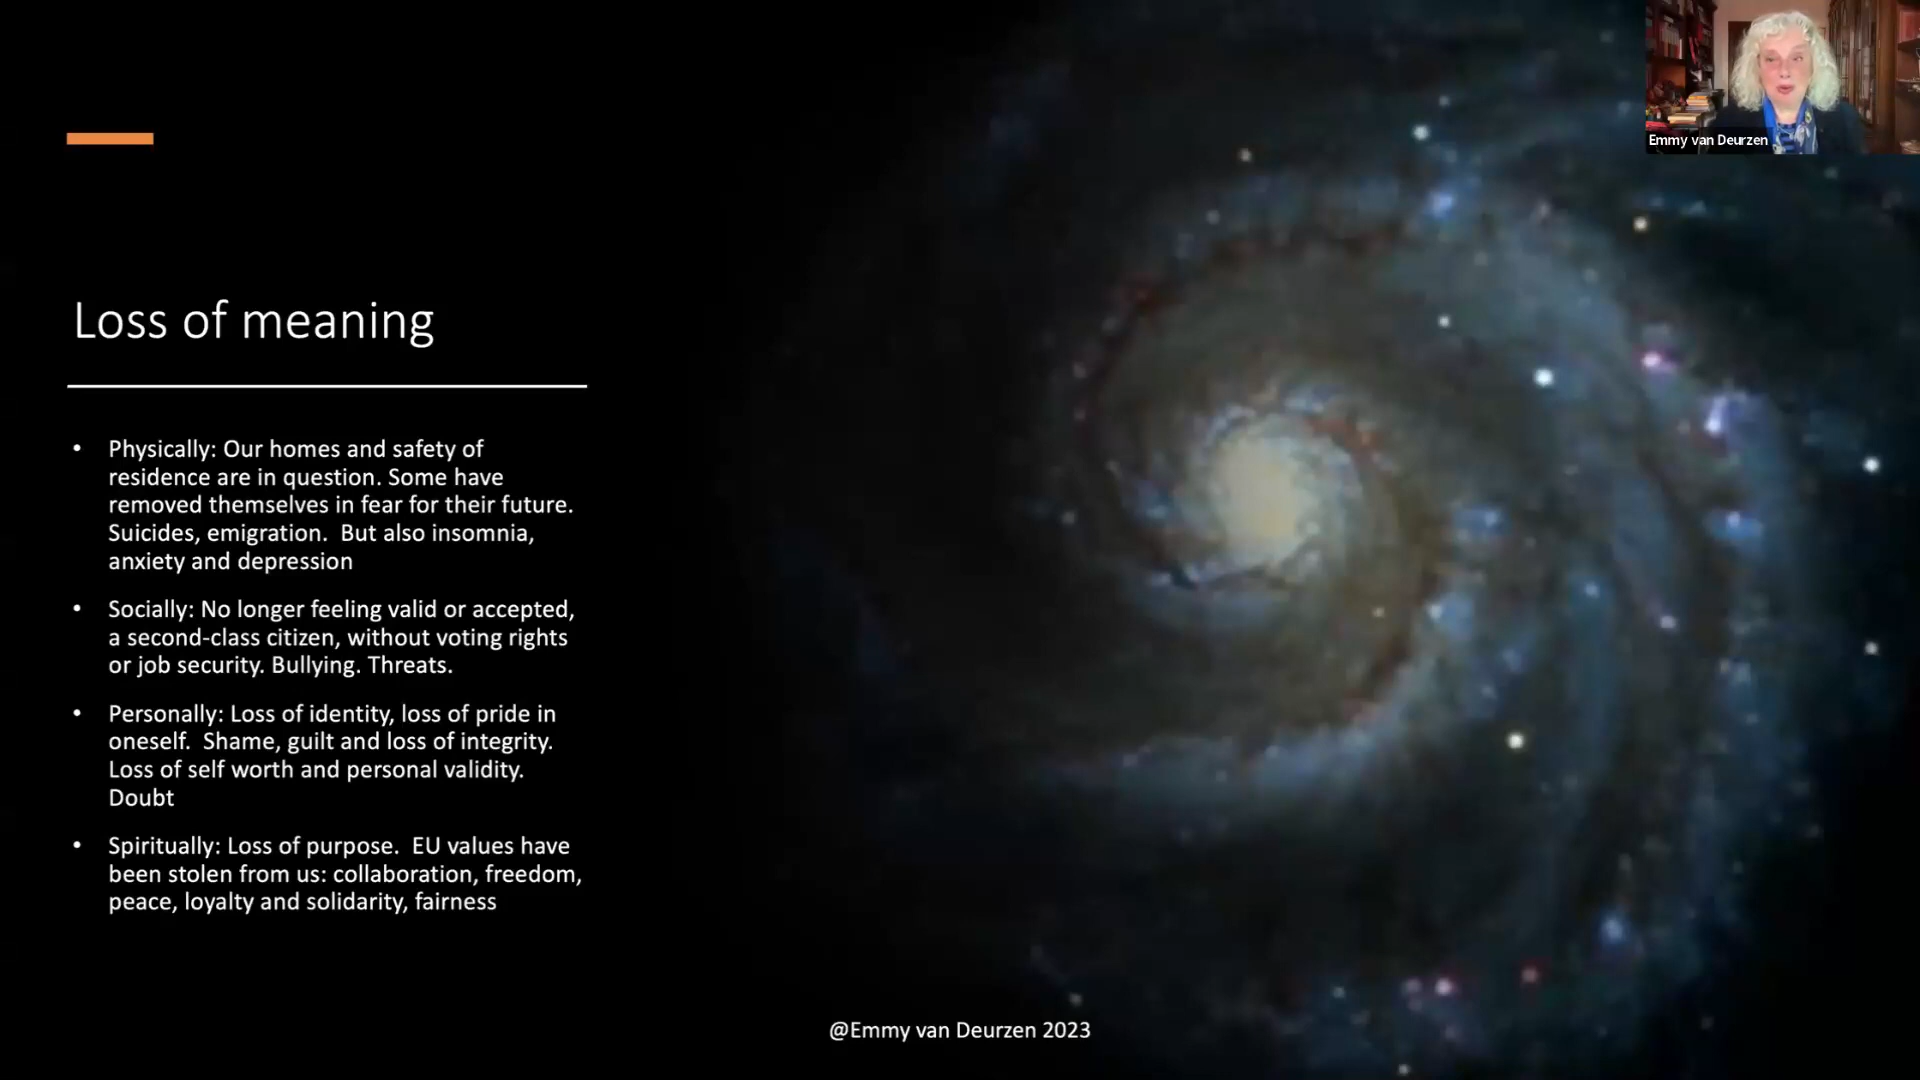 Emmy van Deurzen
Loss of meaning
• Physically: Our homes and safety of
residence are in question. Some have
removed themselves in fear for their future.
Suicides, emigration.  But also insomnia,
anxiety and depression
• Socially: No longer feeling valid or accepted,
a second-class citizen, without voting rights
or job security. Bullying. Threats.
• Personally: Loss of identity, loss of pride in
oneself.  Shame, guilt and loss of integrity.
Loss of self worth and personal validity.
Doubt
• Spiritually: Loss of purpose.  EU values have
been stolen from us: collaboration, freedom,
peace, loyalty and solidarity, fairness
@Emmy van Deurzen 2023